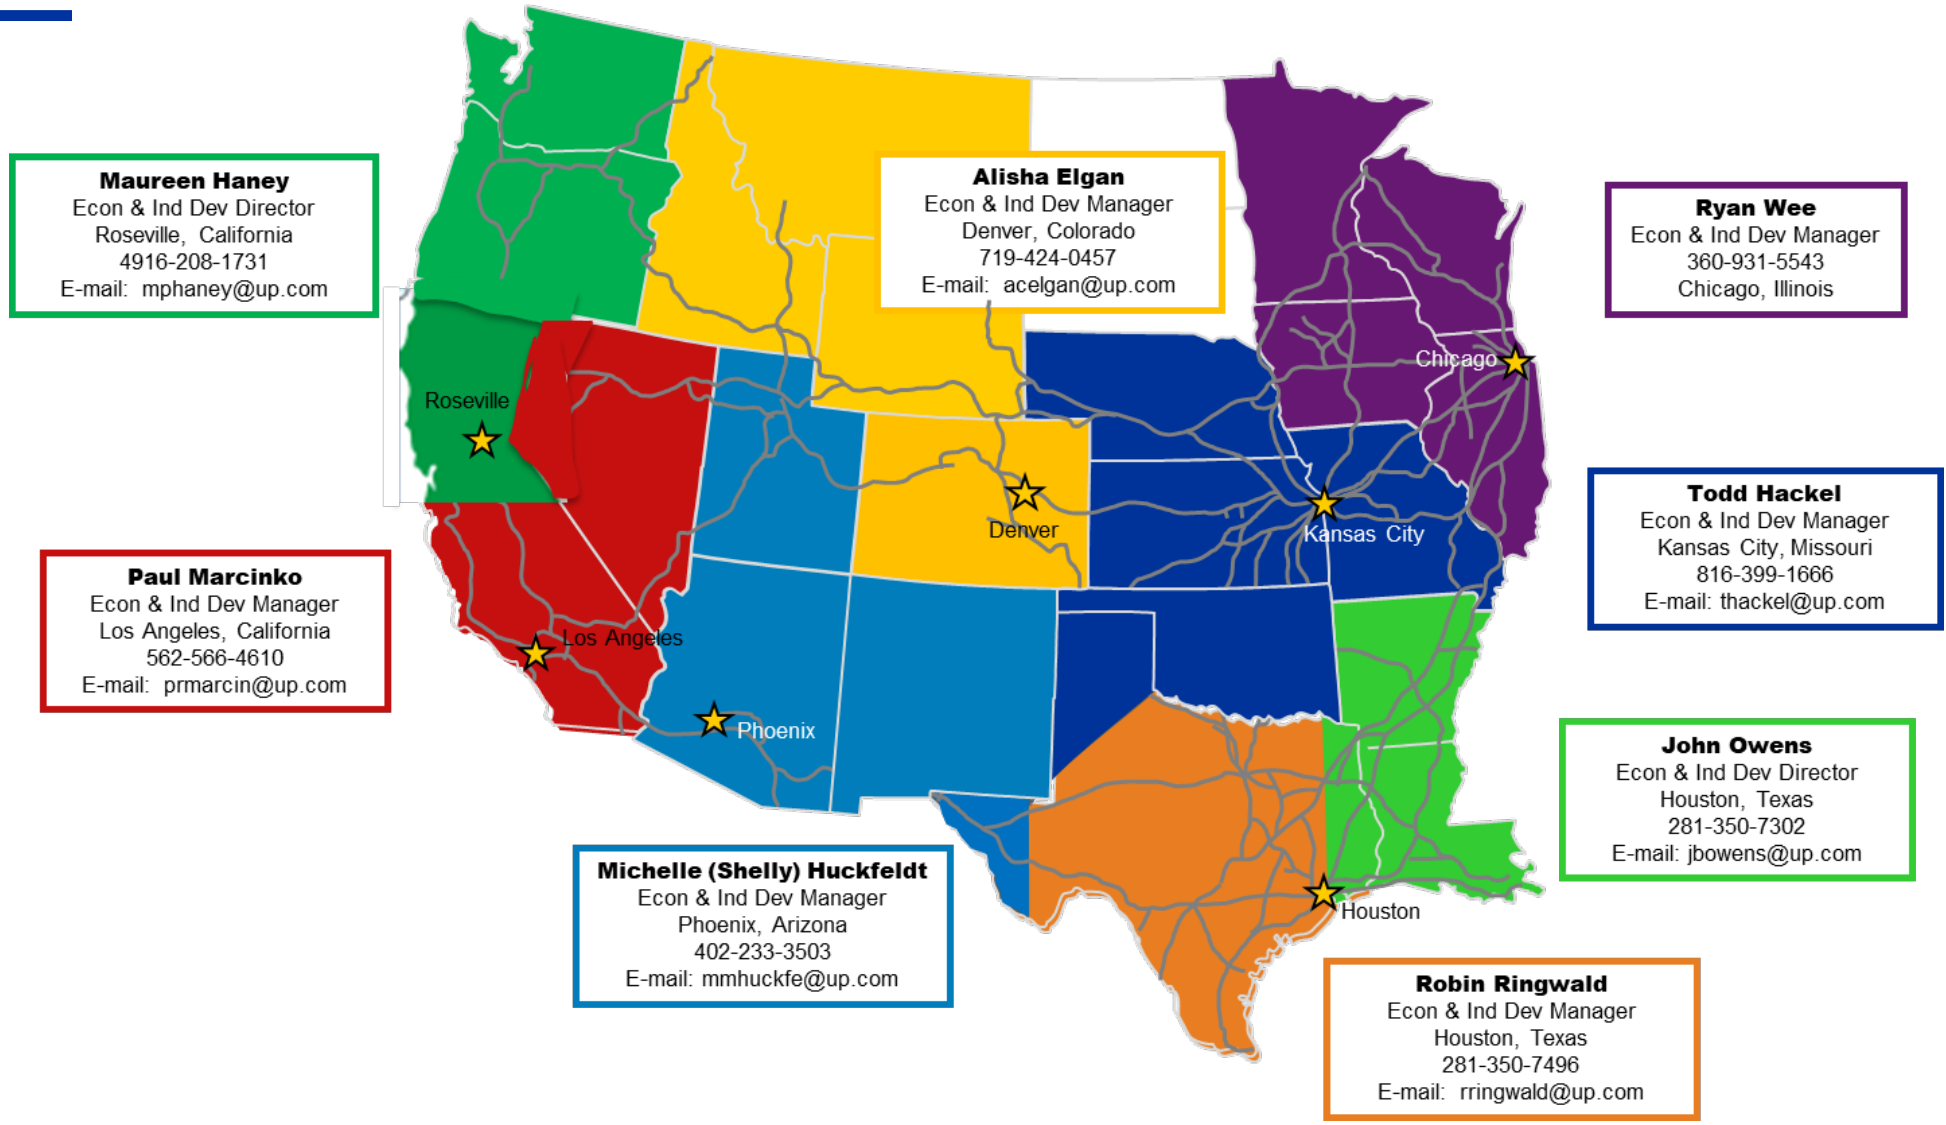 Maureen Haney
Econ & Ind Dev Director
Roseville, California
4916-208-1731
E-mail: mphaney@up.com
Alisha Elgan
Econ & Ind Dev Manager
Denver, Colorado
719-424-0457
E-mail: acelgan@up.com
Ryan Wee
Econ & Ind Dev Manager
360-931-5543
Chicago, Illinois
Chicago
Roseville
Denver
Kansas City
Todd Hackel
Econ & Ind Dev Manager
Kansas City, Missouri
816-399-1666
E-mail: thackel@up.com
Paul Marcinko
Econ & Ind Dev Manager
Los Angeles, California
562-566-4610
E-mail: prmarcin@up.com
Los Angeles
Phoenix
John Owens
Econ & Ind Dev Director
Houston, Texas
281-350-7302
E-mail: jbowens@up.com
Michelle (Shelly) Huckfeldt
Econ & Ind Dev Manager
Phoenix, Arizona
402-233-3503
E-mail: mmhuckfe@up.com
Houston
Robin Ringwald
Econ & Ind Dev Manager
Houston, Texas
281-350-7496
E-mail: rringwald@up.com